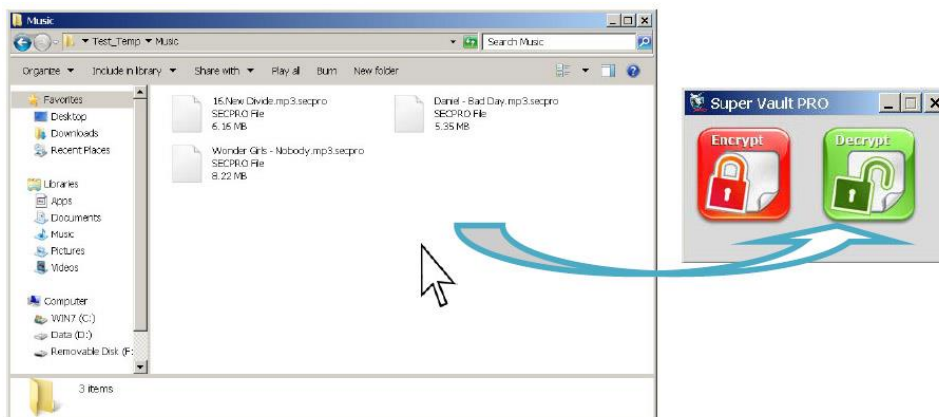 Music
Test_Temp Music
Search Music
Organize Include in library Share with Play all Burn New folder
Favorites
Desktop
Downloads
Recent Places
Libraries
Apps
Documents
Music
Pictures
Videos
Computer
WIN7 (C:)
Data (D:)
Removable Disk (F:
16.New Divide.mp3.secpro
SECPRO File
6.16 MB
Daniel - Bad Day.mp3.secpro
SECPRO File
5.35 MB
Wonder Girls - Nobody.mp3.secpro
SECPRO File
8.22 MB
3 items
Super Vault PRO
Encrypt
Decrypt